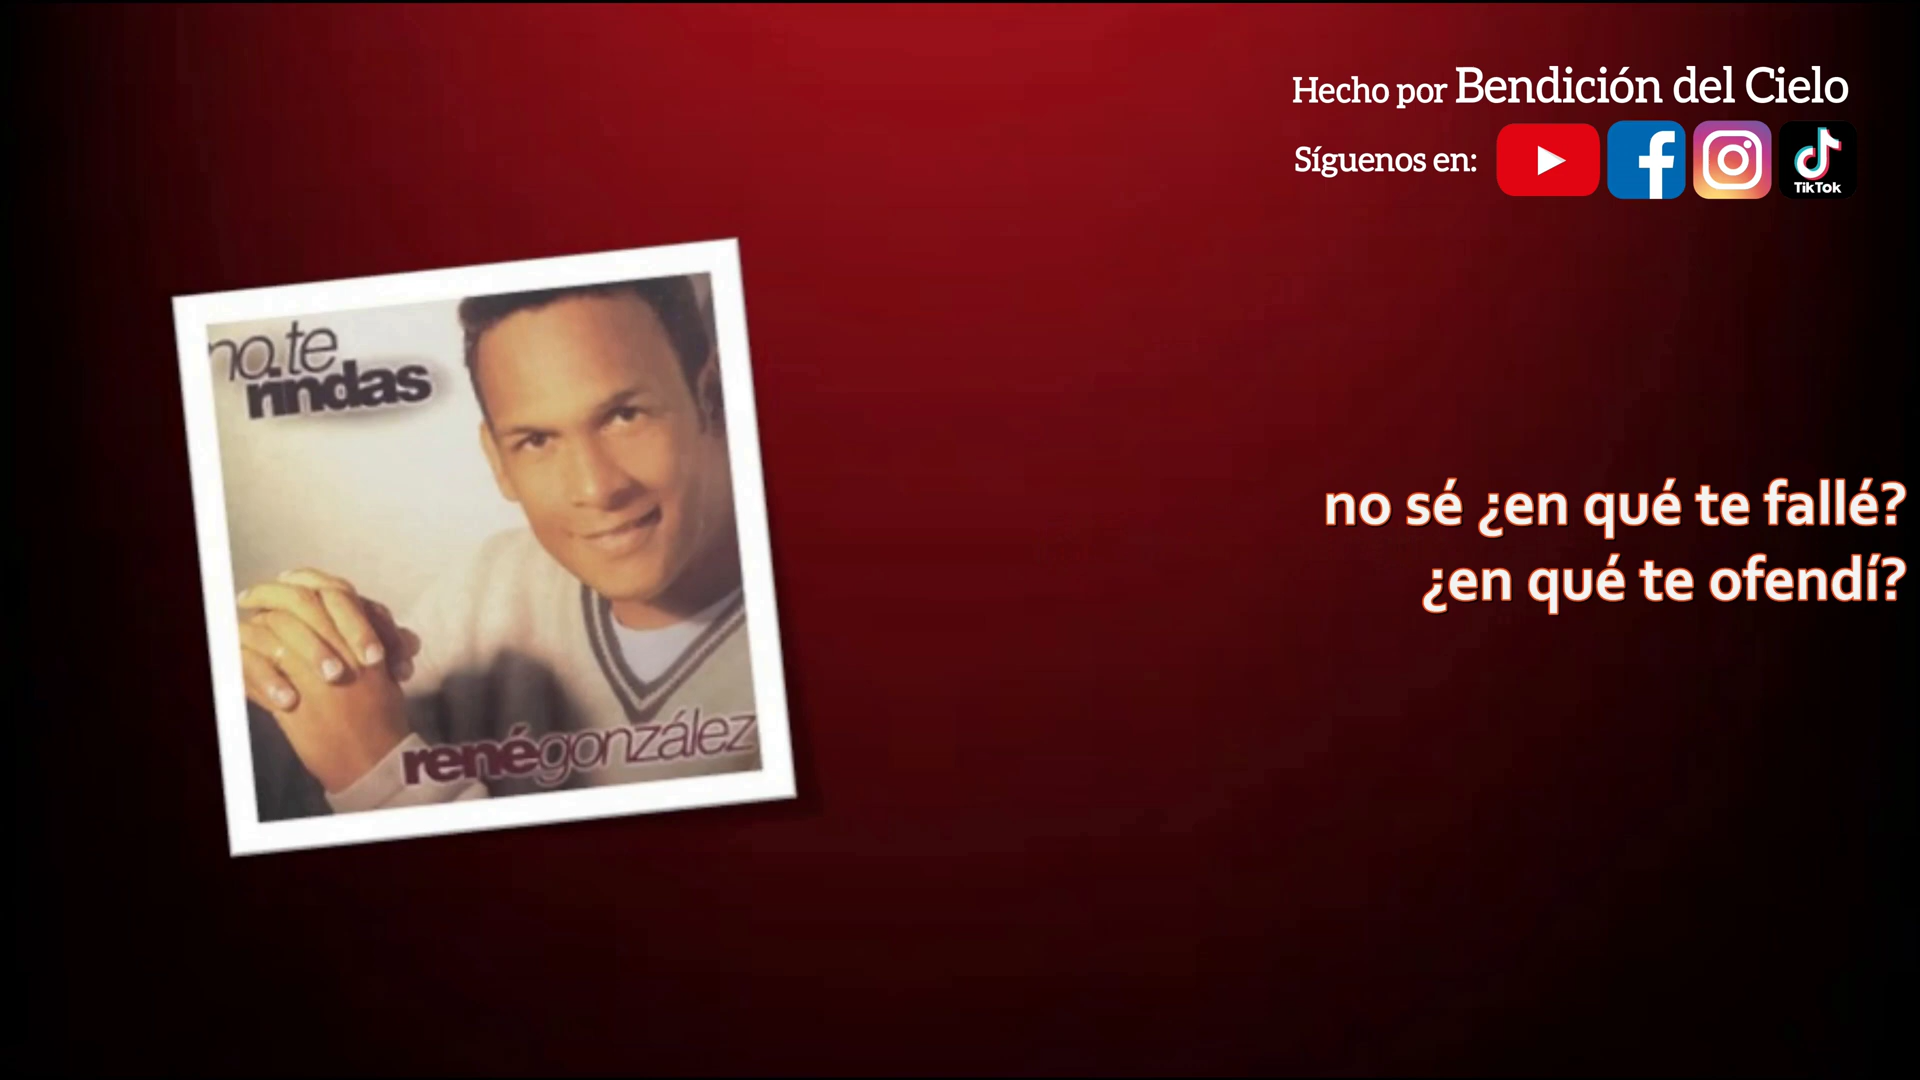 Hecho por Bendición del Cielo
Síguenos en:
TikTok
no te
rindas
renégonzález
no sé ¿en qué te fallé?
¿en qué te ofendí?